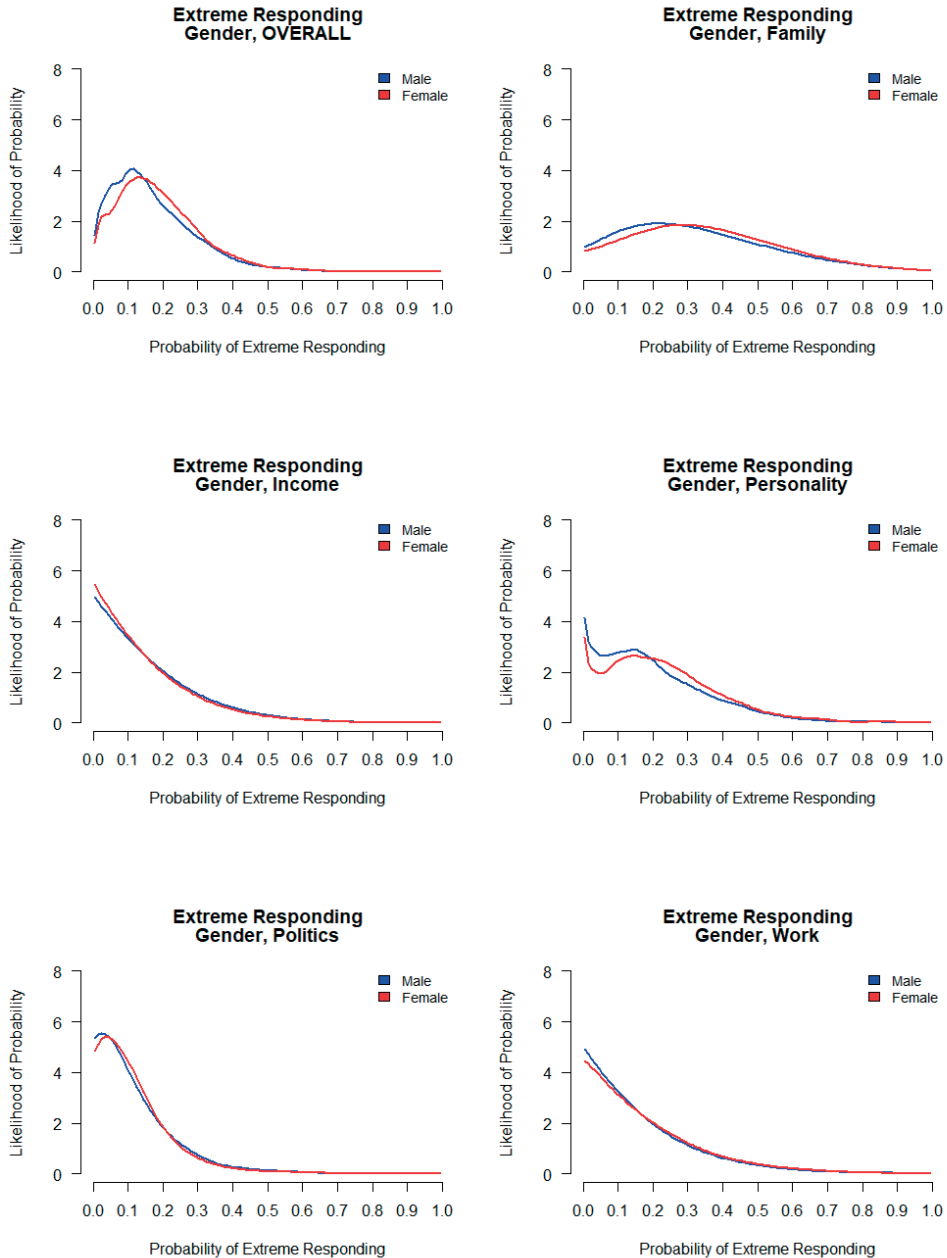 Extreme Responding
Gender, OVERALL
Likelihood of Probability
8
6
4
2
0
Male
Female
0.0 0.1 0.2 0.3 0.4 0.5 0.6 0.7 0.8 0.9 1.0
Probability of Extreme Responding
Extreme Responding
Gender, Family
Likelihood of Probability
8
6
4
2
0
Male
Female
0.0 0.1 0.2 0.3 0.4 0.5 0.6 0.7 0.8 0.9 1.0
Probability of Extreme Responding
Extreme Responding
Gender, Income
Likelihood of Probability
8
6
4
2
0
Male
Female
0.0 0.1 0.2 0.3 0.4 0.5 0.6 0.7 0.8 0.9 1.0
Probability of Extreme Responding
Extreme Responding
Gender, Personality
Likelihood of Probability
8
6
4
2
0
Male
Female
0.0 0.1 0.2 0.3 0.4 0.5 0.6 0.7 0.8 0.9 1.0
Probability of Extreme Responding
Extreme Responding
Gender, Politics
Likelihood of Probability
8
6
4
2
0
Male
Female
0.0 0.1 0.2 0.3 0.4 0.5 0.6 0.7 0.8 0.9 1.0
Probability of Extreme Responding
Extreme Responding
Gender, Work
Likelihood of Probability
8
6
4
2
0
Male
Female
0.0 0.1 0.2 0.3 0.4 0.5 0.6 0.7 0.8 0.9 1.0
Probability of Extreme Responding